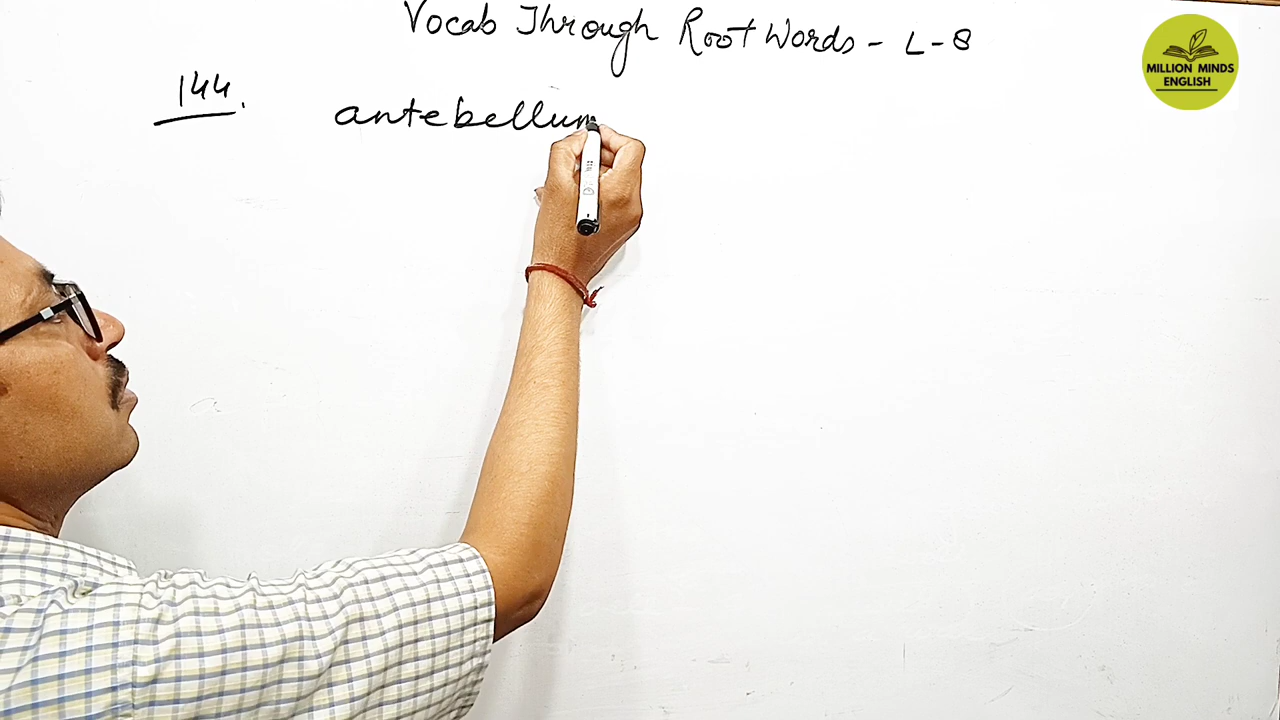 Vocab Through Root Words - L-8
144.
antebellum
MILLION MINDS
ENGLISH